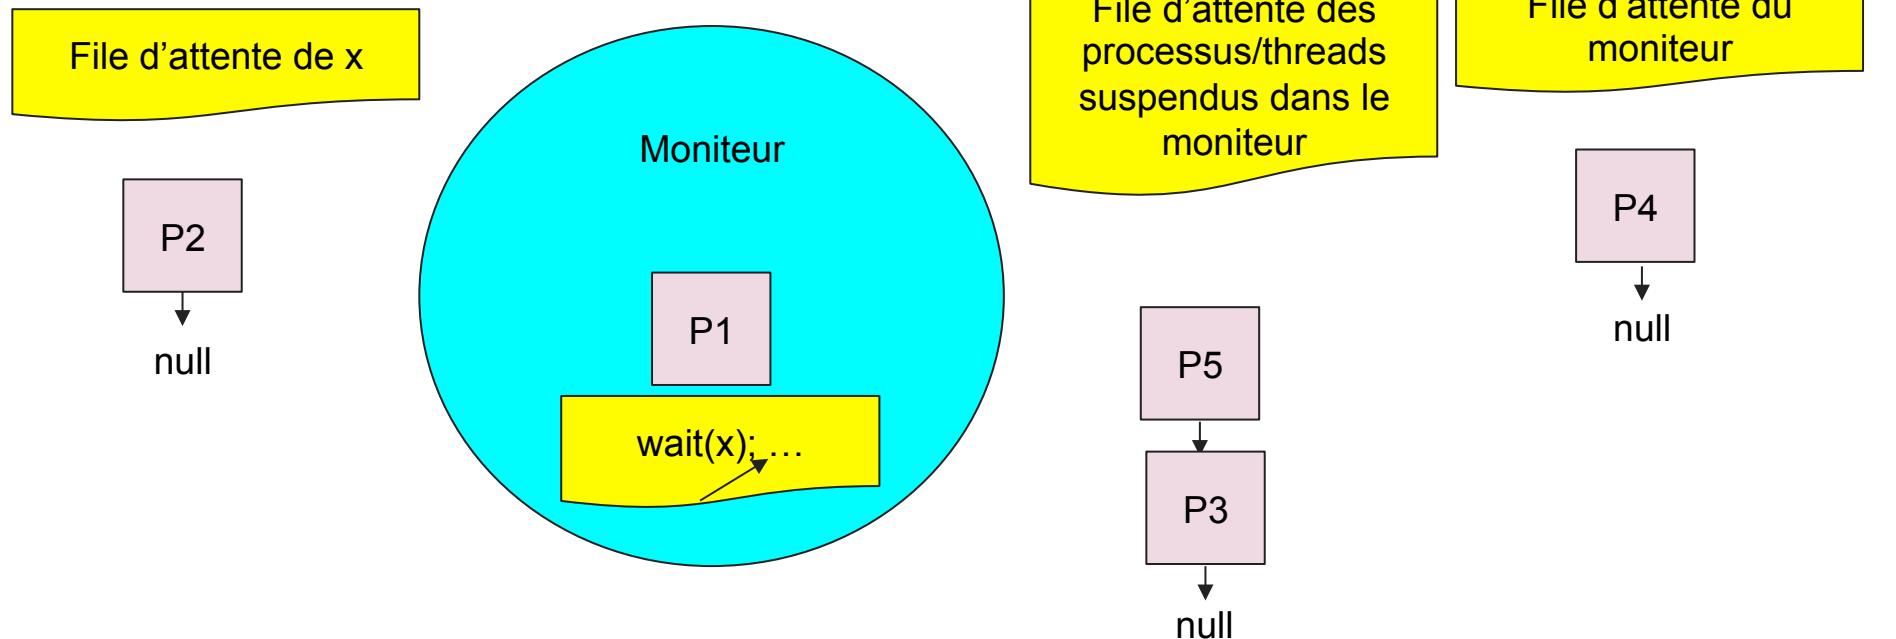 File d’attente de x
Moniteur
File d’attente des
processus/threads
suspendus dans le
moniteur
File d’attente du
moniteur
P2
null
P1
wait(x); …
P5
P3
null
P4
null